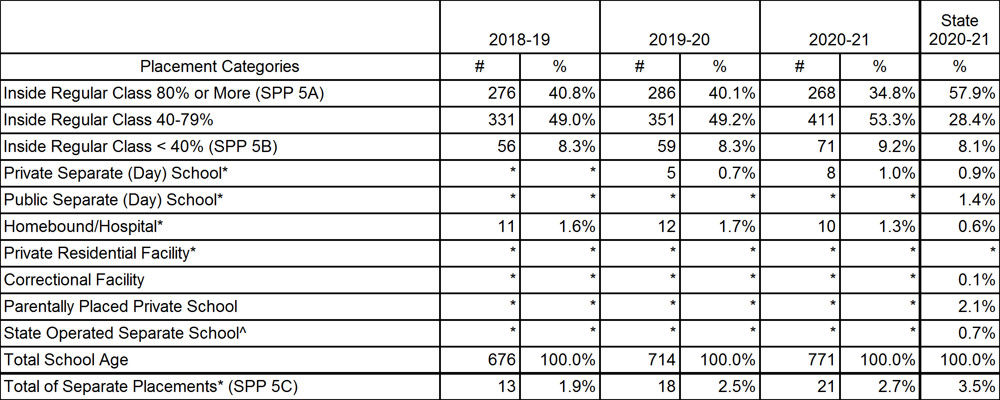 State
2018-19 2019-20 2020-21 2020-21
Placement Categories # % # % # % %
Inside Regular Class 80% or More (SPP 5A) 276 40.8% 286 40.1% 268 34.8% 57.9%
Inside Regular Class 40-79% 331 49.0% 351 49.2% 411 53.3% 28.4%
Inside Regular Class < 40% (SPP 5B) 56 8.3% 59 8.3% 71 9.2% 8.1%
Private Separate (Day) School* * * 5 0.7% 8 1.0% 0.9%
Public Separate (Day) School* * * * * * * 1.4%
Homebound/Hospital* 11 1.6% 12 1.7% 10 1.3% 0.6%
Private Residential Facility* * * * * * * *
Correctional Facility * * * * * * 0.1%
Parentally Placed Private School * * * * * * 2.1%
State Operated Separate School^ * * * * * * 0.7%
Total School Age 676 100.0% 714 100.0% 771 100.0% 100.0%
Total of Separate Placements* (SPP 5C) 13 1.9% 18 2.5% 21 2.7% 3.5%